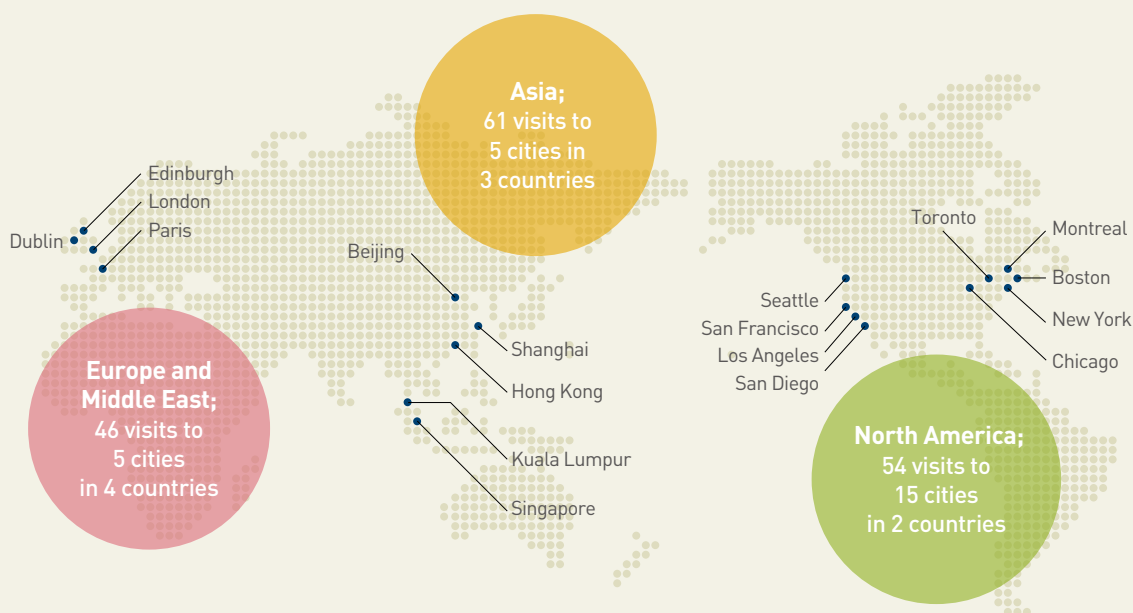 Asia;
61 visits to
5 cities in
3 countries
Edinburgh
London
Paris
Dublin
Beijing
Shanghai
Hong Kong
Kuala Lumpur
Singapore
Europe and
Middle East;
46 visits to
5 cities
in 4 countries
Toronto
Montreal
Boston
New York
Chicago
Seattle
San Francisco
Los Angeles
San Diego
North America;
54 visits to
15 cities
in 2 countries